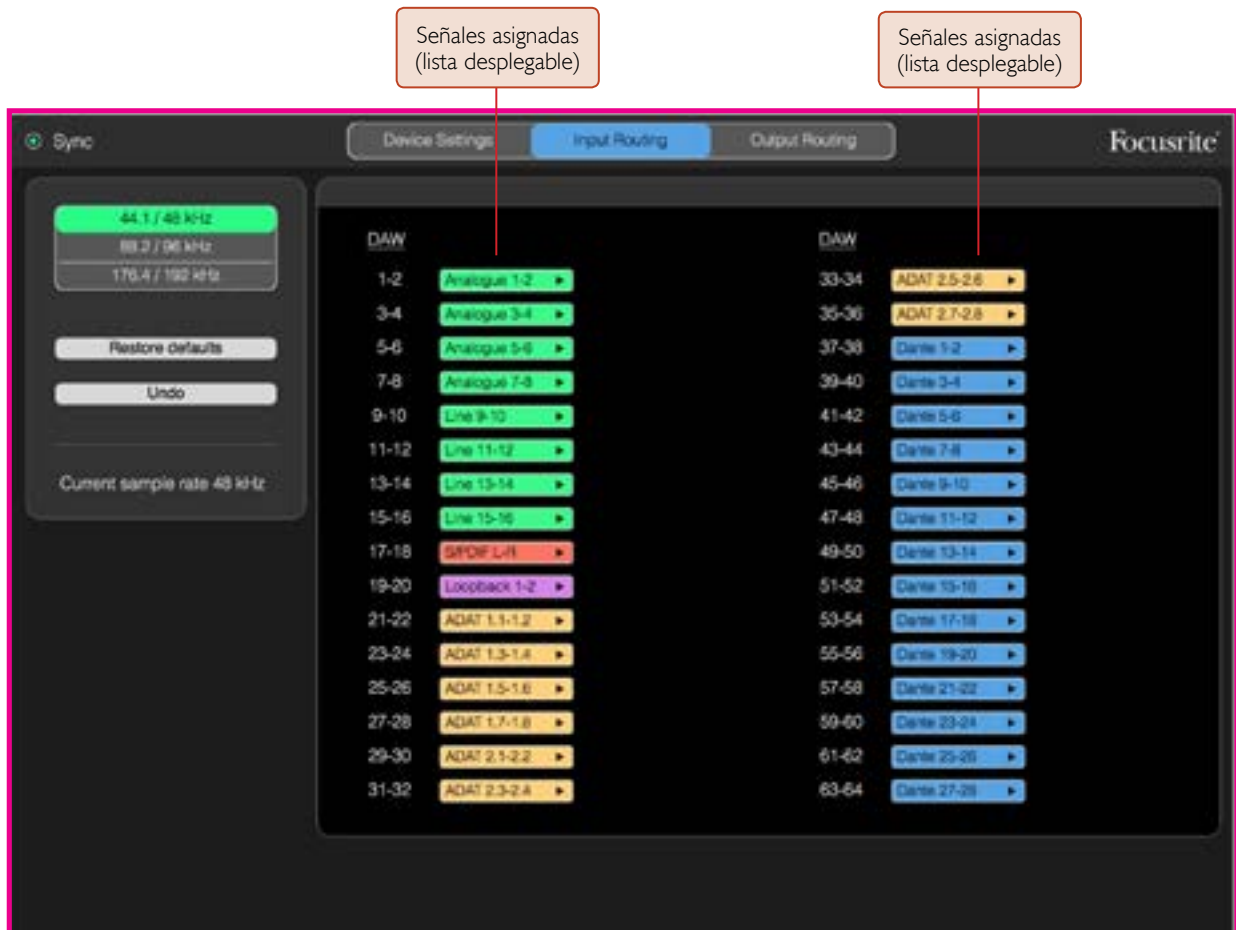 Señales asignadas
(lista desplegable)
Señales asignadas
(lista desplegable)
Sync
Device Settings
Input Routing
Output Routing
Focusrite
44.1 / 48 kHz
88.2 / 96 kHz
176.4 / 192 kHz
Restore defaults
Undo
Current sample rate 48 kHz
DAW
1-2 Analogue 1-2
3-4 Analogue 3-4
5-6 Analogue 5-6
7-8 Analogue 7-8
9-10 Line 9-10
11-12 Line 11-12
13-14 Line 13-14
15-16 Line 15-16
17-18 S/PDIF L-R
19-20 Loopback 1-2
21-22 ADAT 1.1-1.2
23-24 ADAT 1.3-1.4
25-26 ADAT 1.5-1.6
27-28 ADAT 1.7-1.8
29-30 ADAT 2.1-2.2
31-32 ADAT 2.3-2.4
DAW
33-34 ADAT 2.5-2.6
35-36 ADAT 2.7-2.8
37-38 Dante 1-2
39-40 Dante 3-4
41-42 Dante 5-6
43-44 Dante 7-8
45-46 Dante 9-10
47-48 Dante 11-12
49-50 Dante 13-14
51-52 Dante 15-16
53-54 Dante 17-18
55-56 Dante 19-20
57-58 Dante 21-22
59-60 Dante 23-24
61-62 Dante 25-26
63-64 Dante 27-28